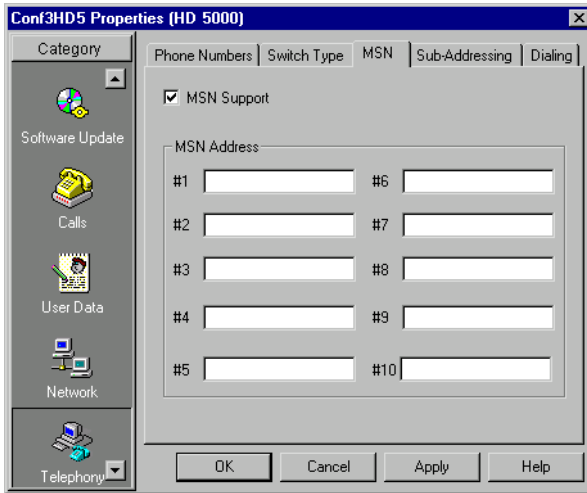 Conf3HD5 Properties (HD 5000)
Category
Software Update
Calls
User Data
Network
Telephony
Phone Numbers
Switch Type
MSN
Sub-Addressing
Dialing
MSN Support
MSN Address
#1
#6
#2
#7
#3
#8
#4
#9
#5
#10
OK
Cancel
Apply
Help